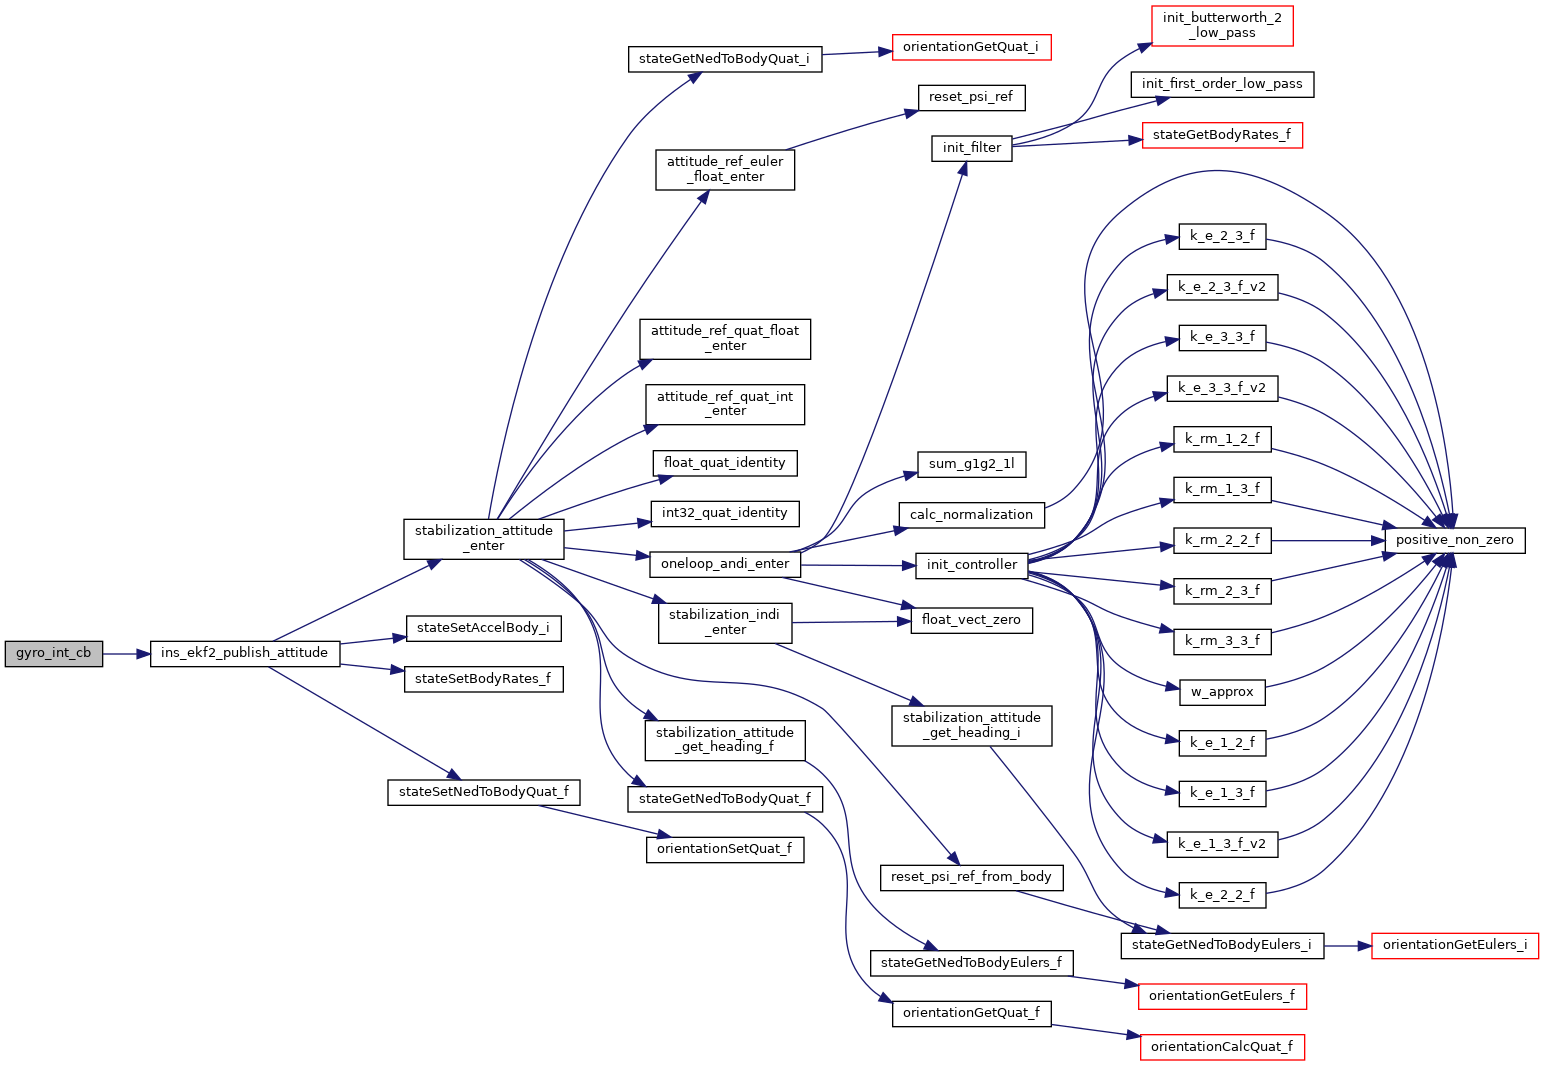 gyro_int_cb
ins_ekf2_publish_attitude
stabilization_attitude
_enter
stateSetAccelBody_i
stateSetBodyRates_f
stateSetNedToBodyQuat_f
stateGetNedToBodyQuat_i
attitude_ref_euler
_float_enter
attitude_ref_quat_float
_enter
attitude_ref_quat_int
_enter
float_quat_identity
int32_quat_identity
oneloop_andi_enter
stabilization_indi
_enter
stabilization_attitude
_get_heading_f
stateGetNedToBodyQuat_f
orientationSetQuat_f
orientationGetQuat_i
reset_psi_ref
init_filter
sum_g1g2_1l
calc_normalization
init_controller
float_vect_zero
stabilization_attitude
_get_heading_i
reset_psi_ref_from_body
stateGetNedToBodyEulers_f
orientationGetQuat_f
init_butterworth_2
_low_pass
init_first_order_low_pass
stateGetBodyRates_f
k_e_2_3_f
k_e_2_3_f_v2
k_e_3_3_f
k_e_3_3_f_v2
k_rm_1_2_f
k_rm_1_3_f
k_rm_2_2_f
k_rm_2_3_f
k_rm_3_3_f
w_approx
k_e_1_2_f
k_e_1_3_f
k_e_1_3_f_v2
k_e_2_2_f
stateGetNedToBodyEulers_i
orientationGetEulers_f
orientationCalcQuat_f
positive_non_zero
orientationGetEulers_i